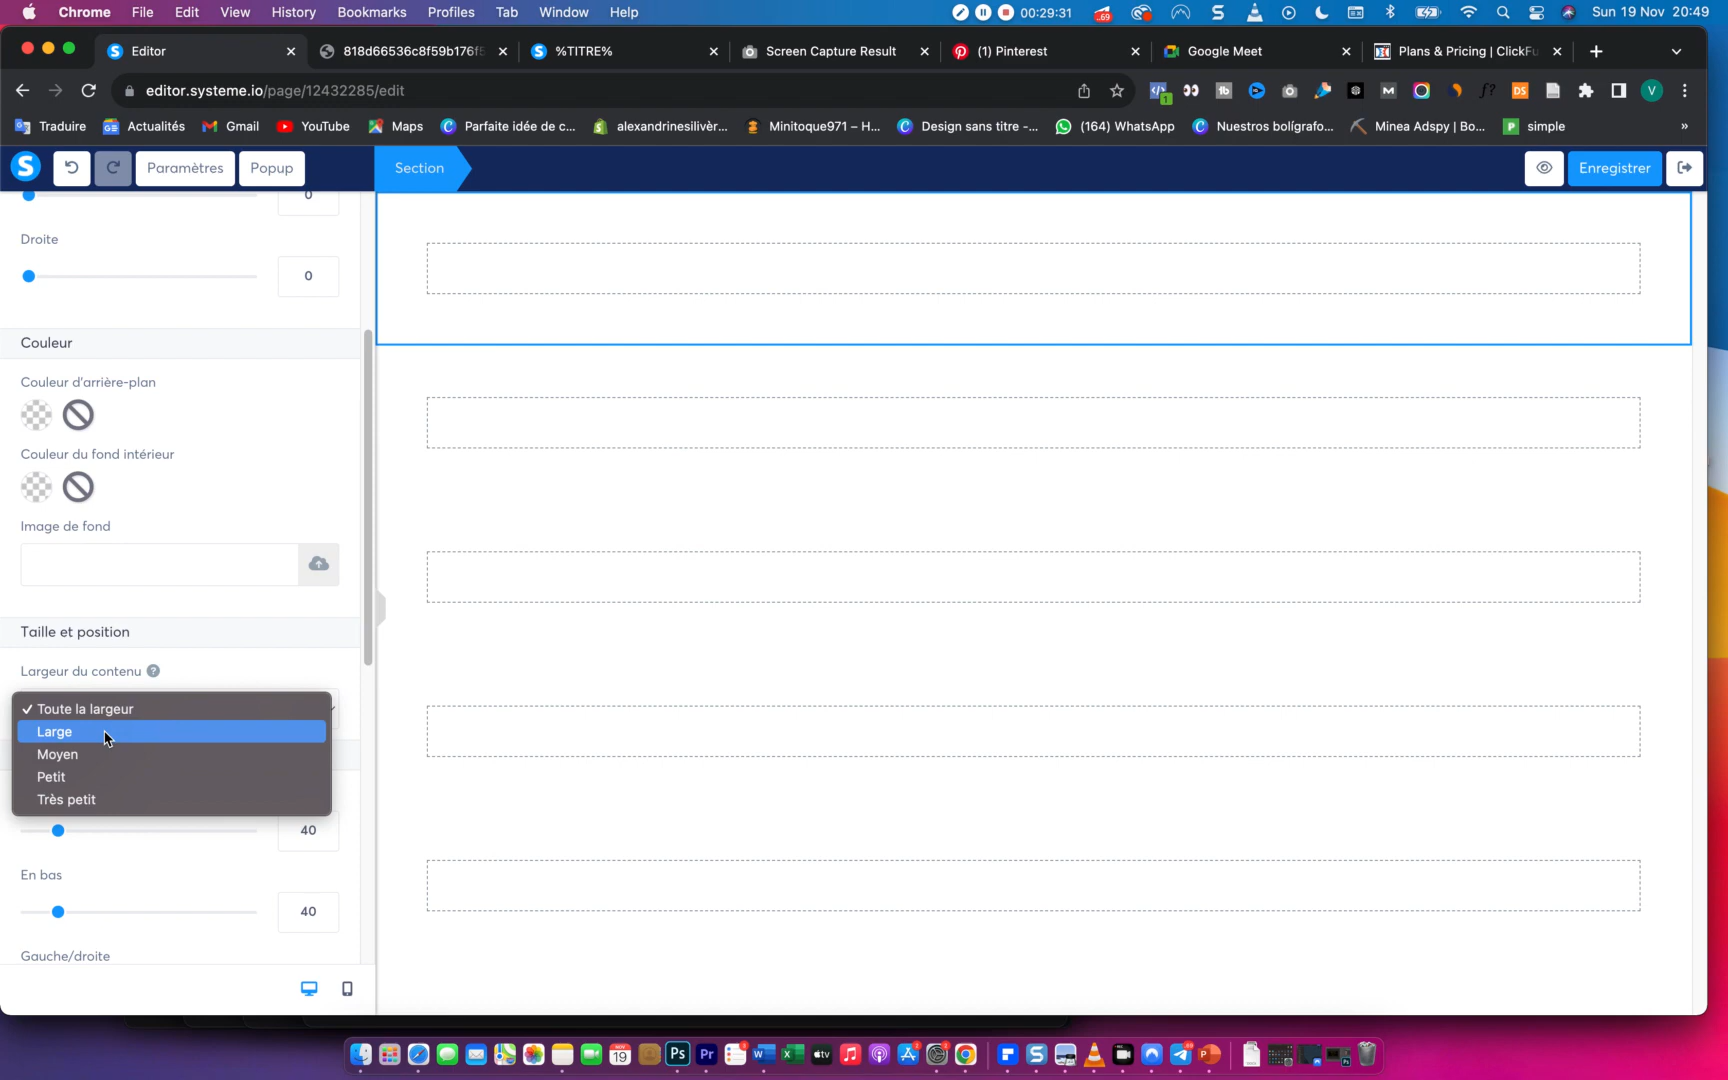 Chrome File Edit View History Bookmarks Profiles Tab Window Help
.69 00:29:31 Sun 19 Nov 20:49
Editor
818d66536c8f59b176f5
%TITRE%
Screen Capture Result
(1) Pinterest
Google Meet
Plans & Pricing | ClickFu
editor.systeme.io/page/12432285/edit
Traduire
Actualités
Gmail
YouTube
Maps
Parfaite idée de c...
alexandrinesilivèr...
Minitoque971 – H...
Design sans titre -...
(164) WhatsApp
Nuestros bolígrafo...
Minea Adspy | Bo...
simple
»
Paramètres
Popup
Section
Enregistrer
0
Droite
0
Couleur
Couleur d'arrière-plan
Couleur du fond intérieur
Image de fond
Taille et position
Largeur du contenu ?
✓ Toute la largeur
Large
Moyen
Petit
Très petit
40
En bas
40
Gauche/droite